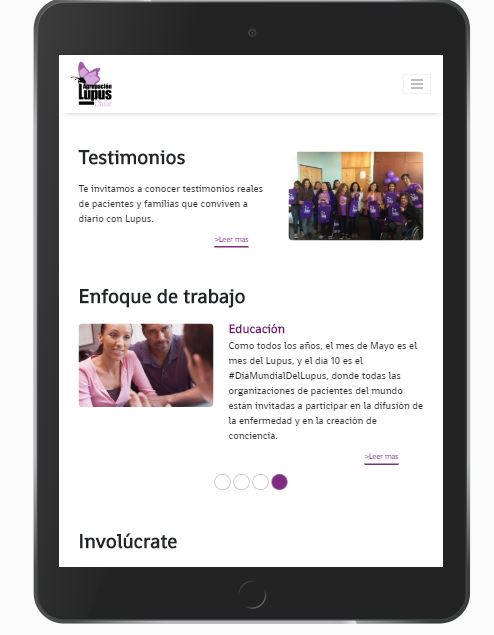 Agrupación
Lupus
Chile
Testimonios
Te invitamos a conocer testimonios reales
de pacientes y familias que conviven a
diario con Lupus.
>Leer mas
Enfoque de trabajo
Educación
Como todos los años, el mes de Mayo es el
mes del Lupus, y el día 10 es el
#DiaMundialDelLupus, donde todas las
organizaciones de pacientes del mundo
están invitadas a participar en la difusión de
la enfermedad y en la creación de
conciencia.
>Leer mas
Involúcrate